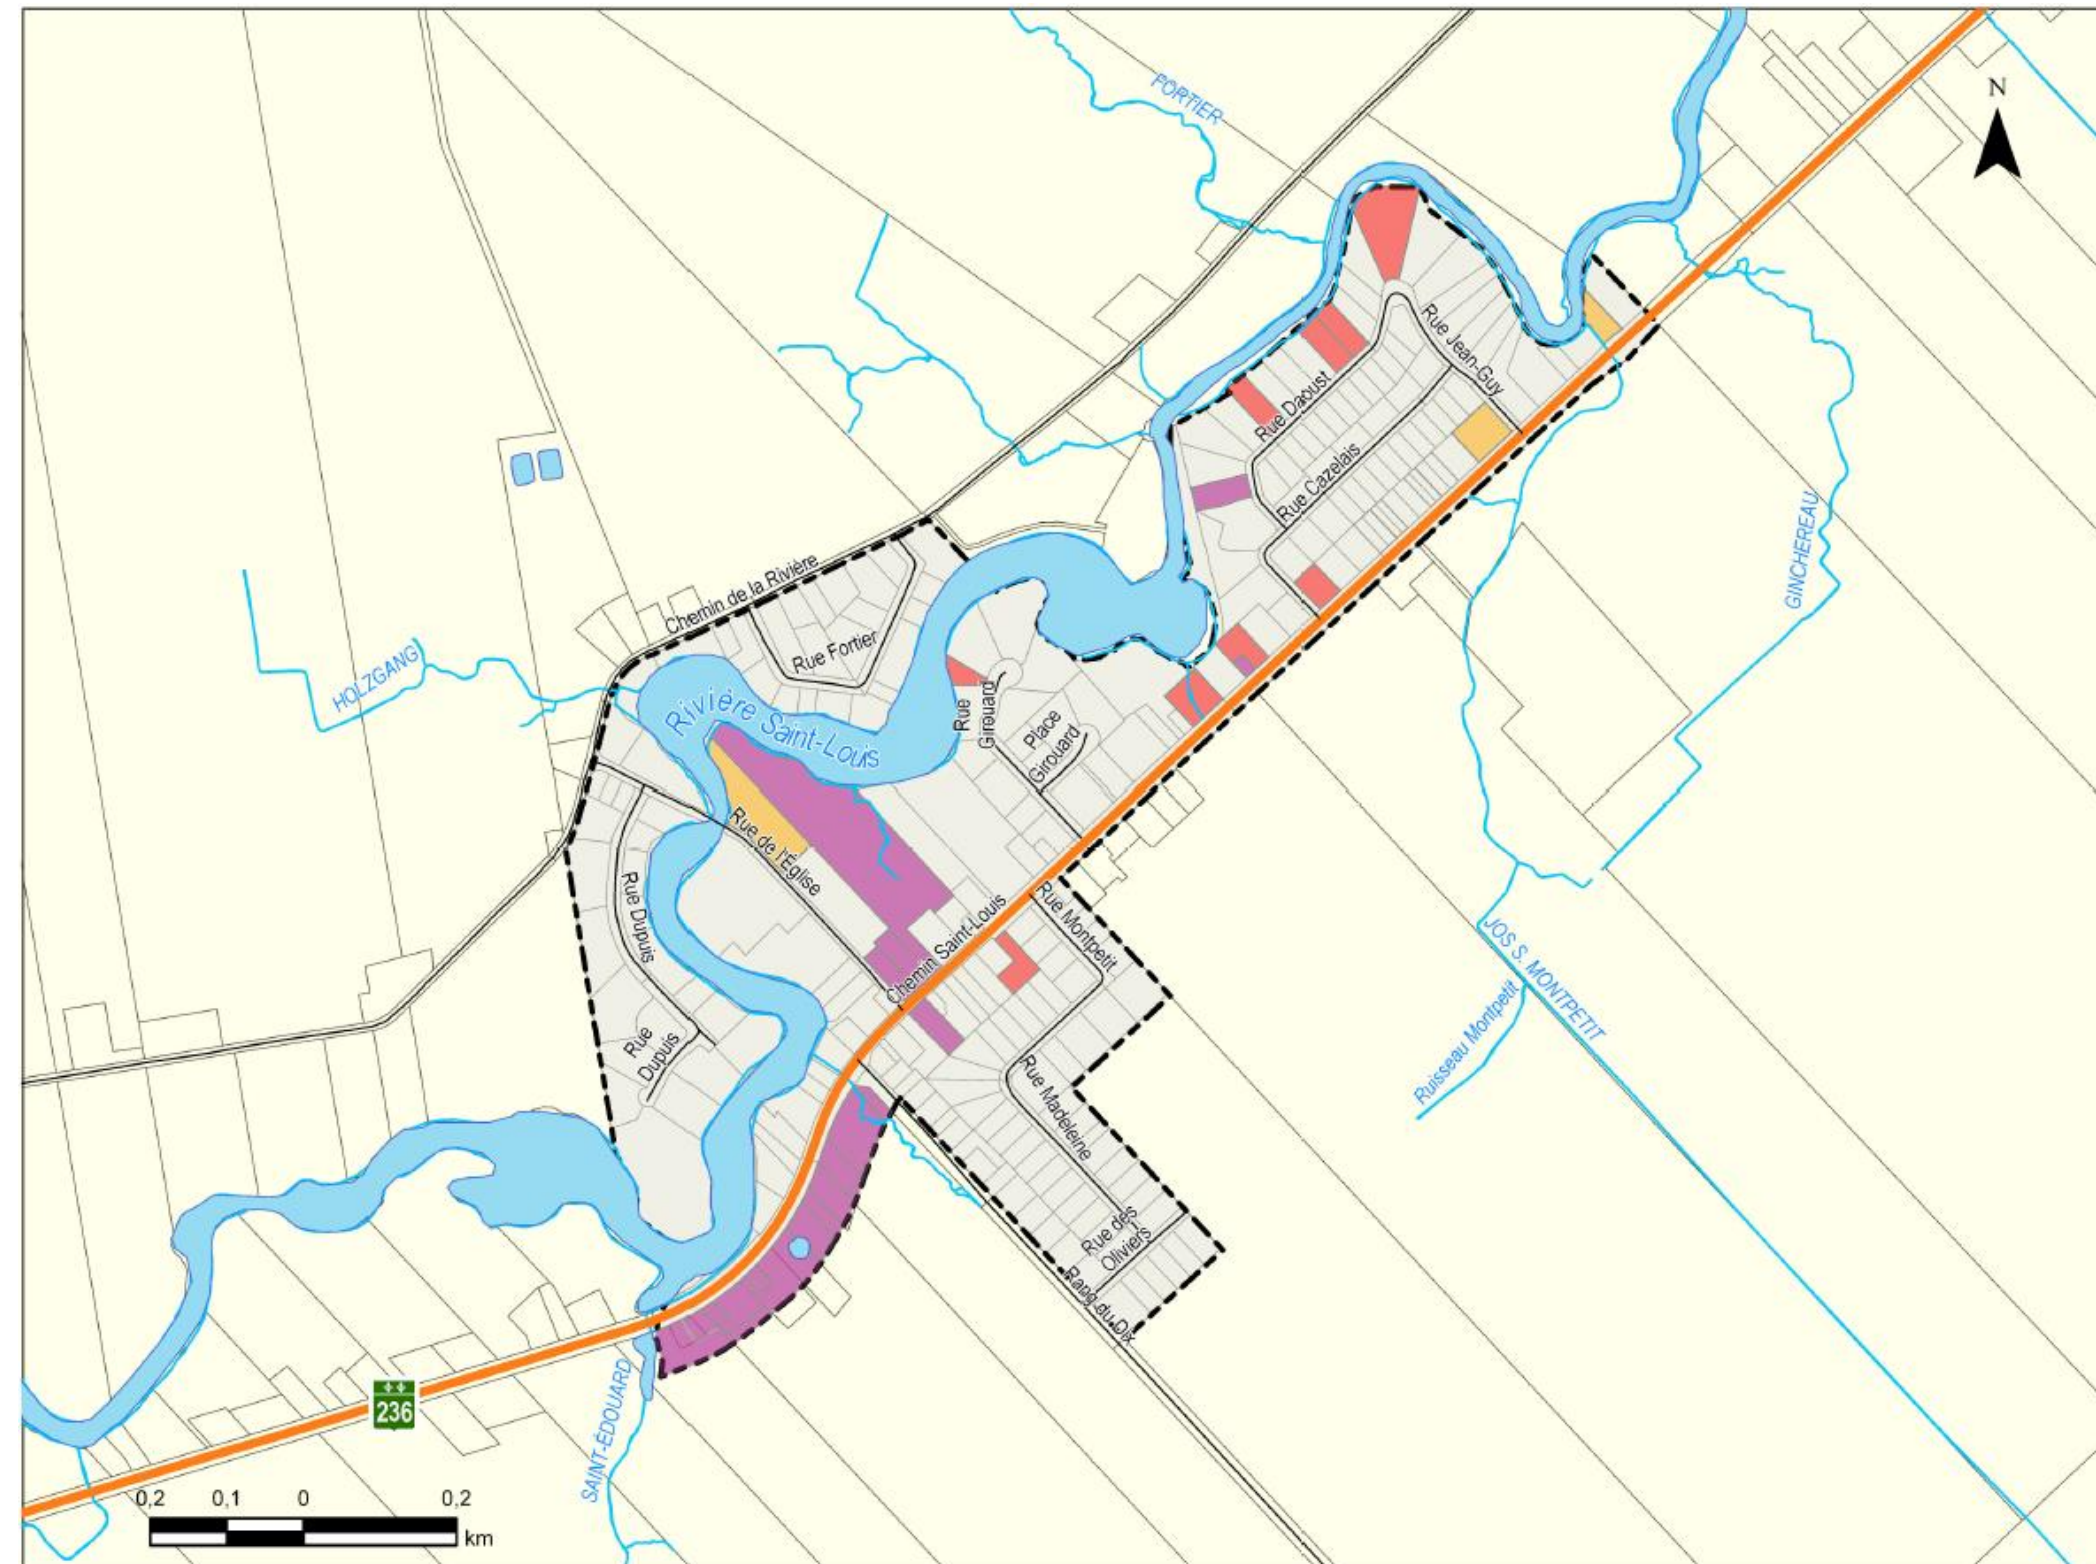 FORTIER
N
Rue Jean-Guy
Rue Daoust
Rue Cazelais
GINCHEREAU
Chemin de la Rivière
Rue Fortier
HOLZGANG
Rivière Saint-Louis
Rue
Girouard
Place
Girouard
Rue de l'Église
Rue Dupuis
Chemin Saint-Louis
Rue Montpetit
JOS S. MONTPETIT
Ruisseau Montpetit
Rue
Dupuis
Rue Madeleine
Rue des
Oliviers
Rang du Dix
SAINT-ÉDOUARD
236
0,2 0,1 0 0,2
km